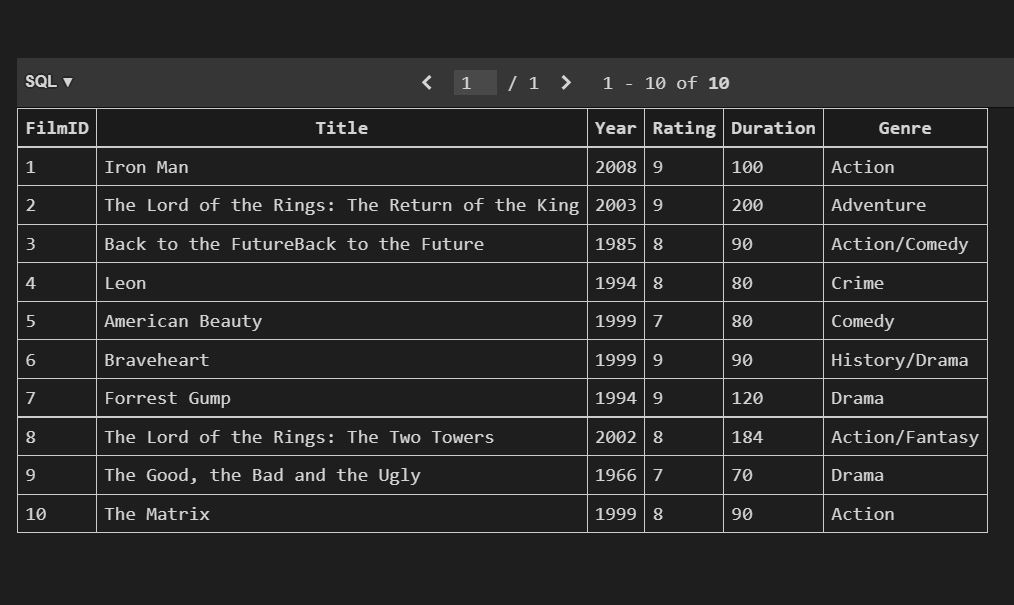 SQL ▼ < 1 / 1 > 1 - 10 of 10
FilmID Title Year Rating Duration Genre
1 Iron Man 2008 9 100 Action
2 The Lord of the Rings: The Return of the King 2003 9 200 Adventure
3 Back to the FutureBack to the Future 1985 8 90 Action/Comedy
4 Leon 1994 8 80 Crime
5 American Beauty 1999 7 80 Comedy
6 Braveheart 1999 9 90 History/Drama
7 Forrest Gump 1994 9 120 Drama
8 The Lord of the Rings: The Two Towers 2002 8 184 Action/Fantasy
9 The Good, the Bad and the Ugly 1966 7 70 Drama
10 The Matrix 1999 8 90 Action